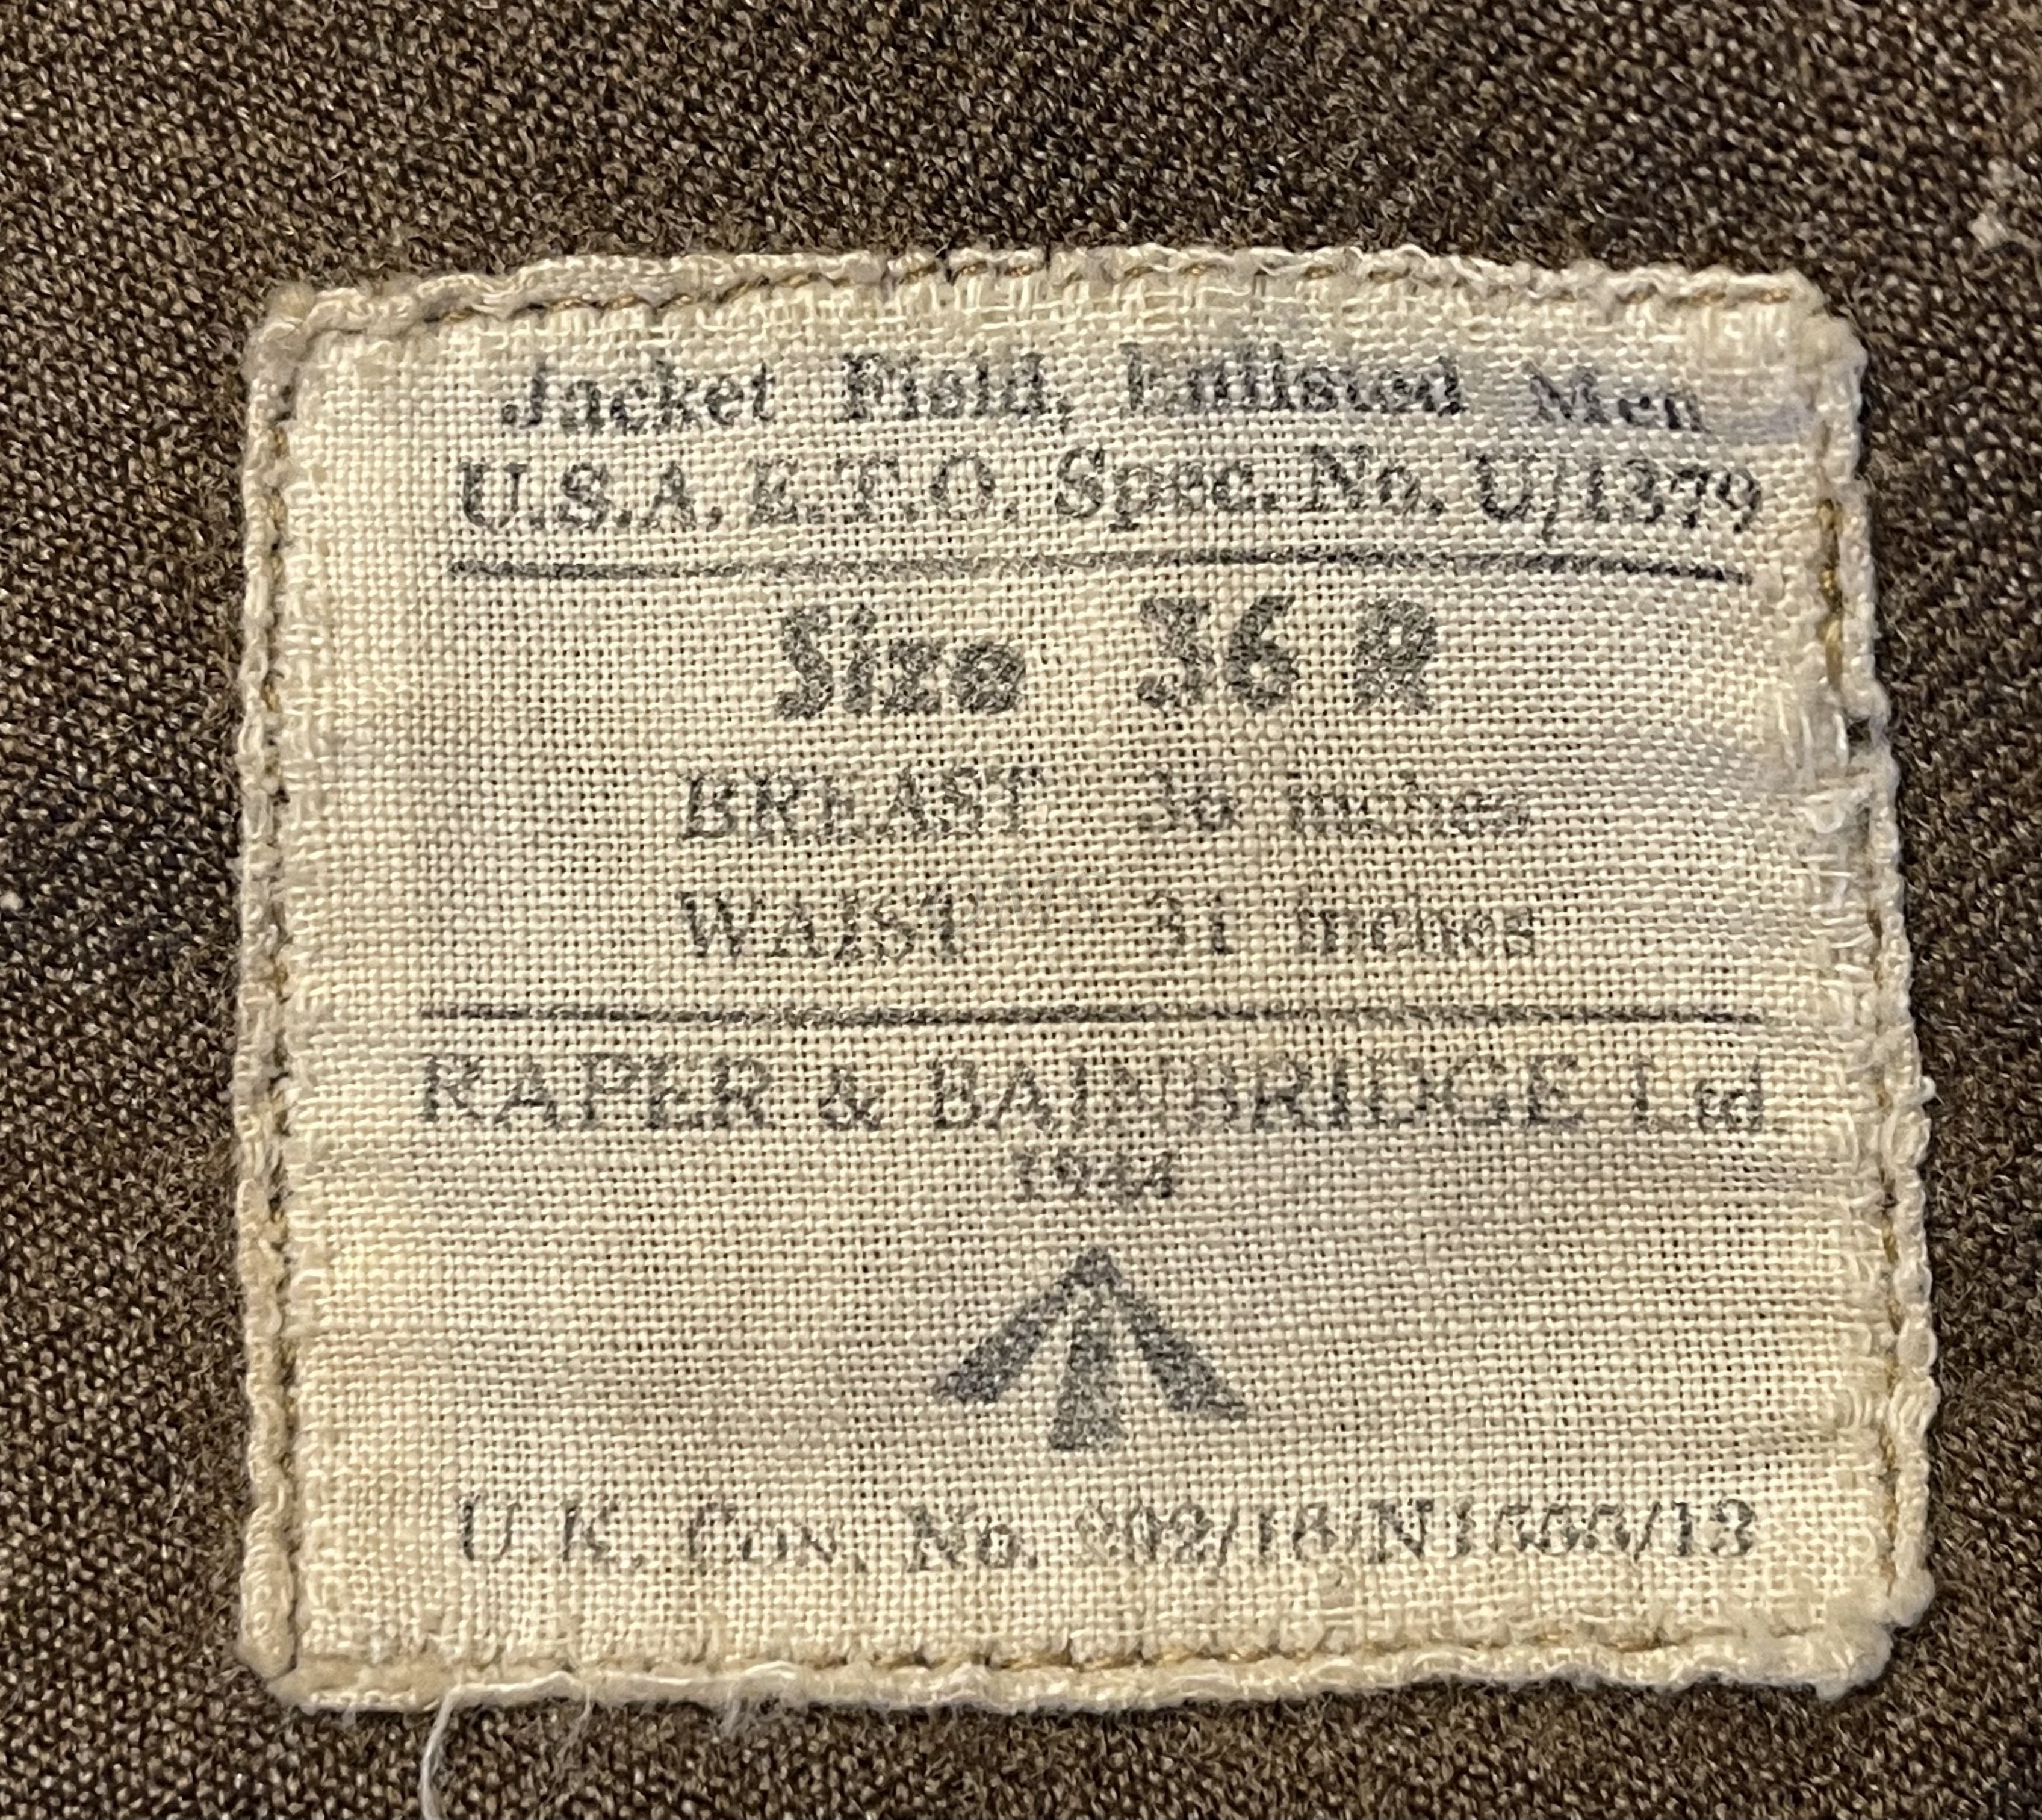 Jacket Field, Enlisted Men
U.S.A. E.T.O. Spec. No. U/1379
Size 36 R
BREAST 36 inches
WAIST 31 inches
RAPER & BAINBRIDGE Ltd.
1944
U.K. No.